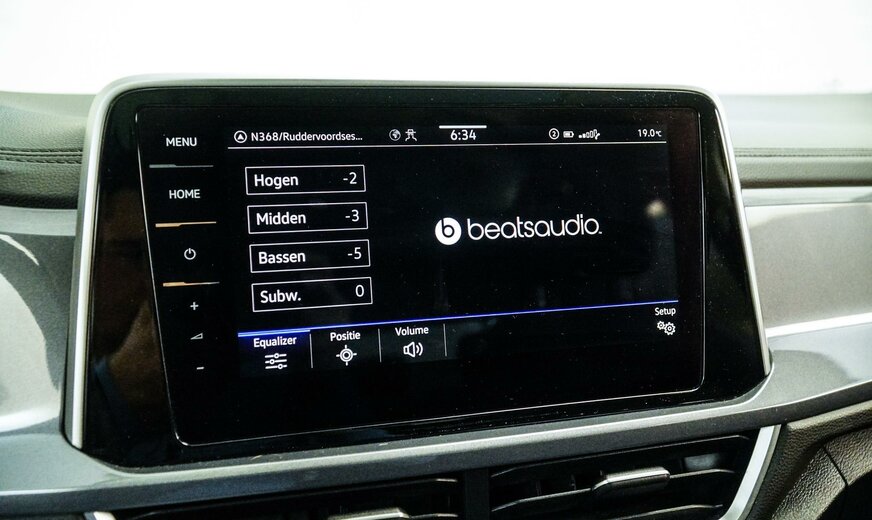 MENU
HOME
N368/Ruddervoordses...
6:34
2
19.0°C
Hogen -2
Midden -3
Bassen -5
Subw. 0
b beatsaudio.
Equalizer
Positie
Volume
Setup
+
-